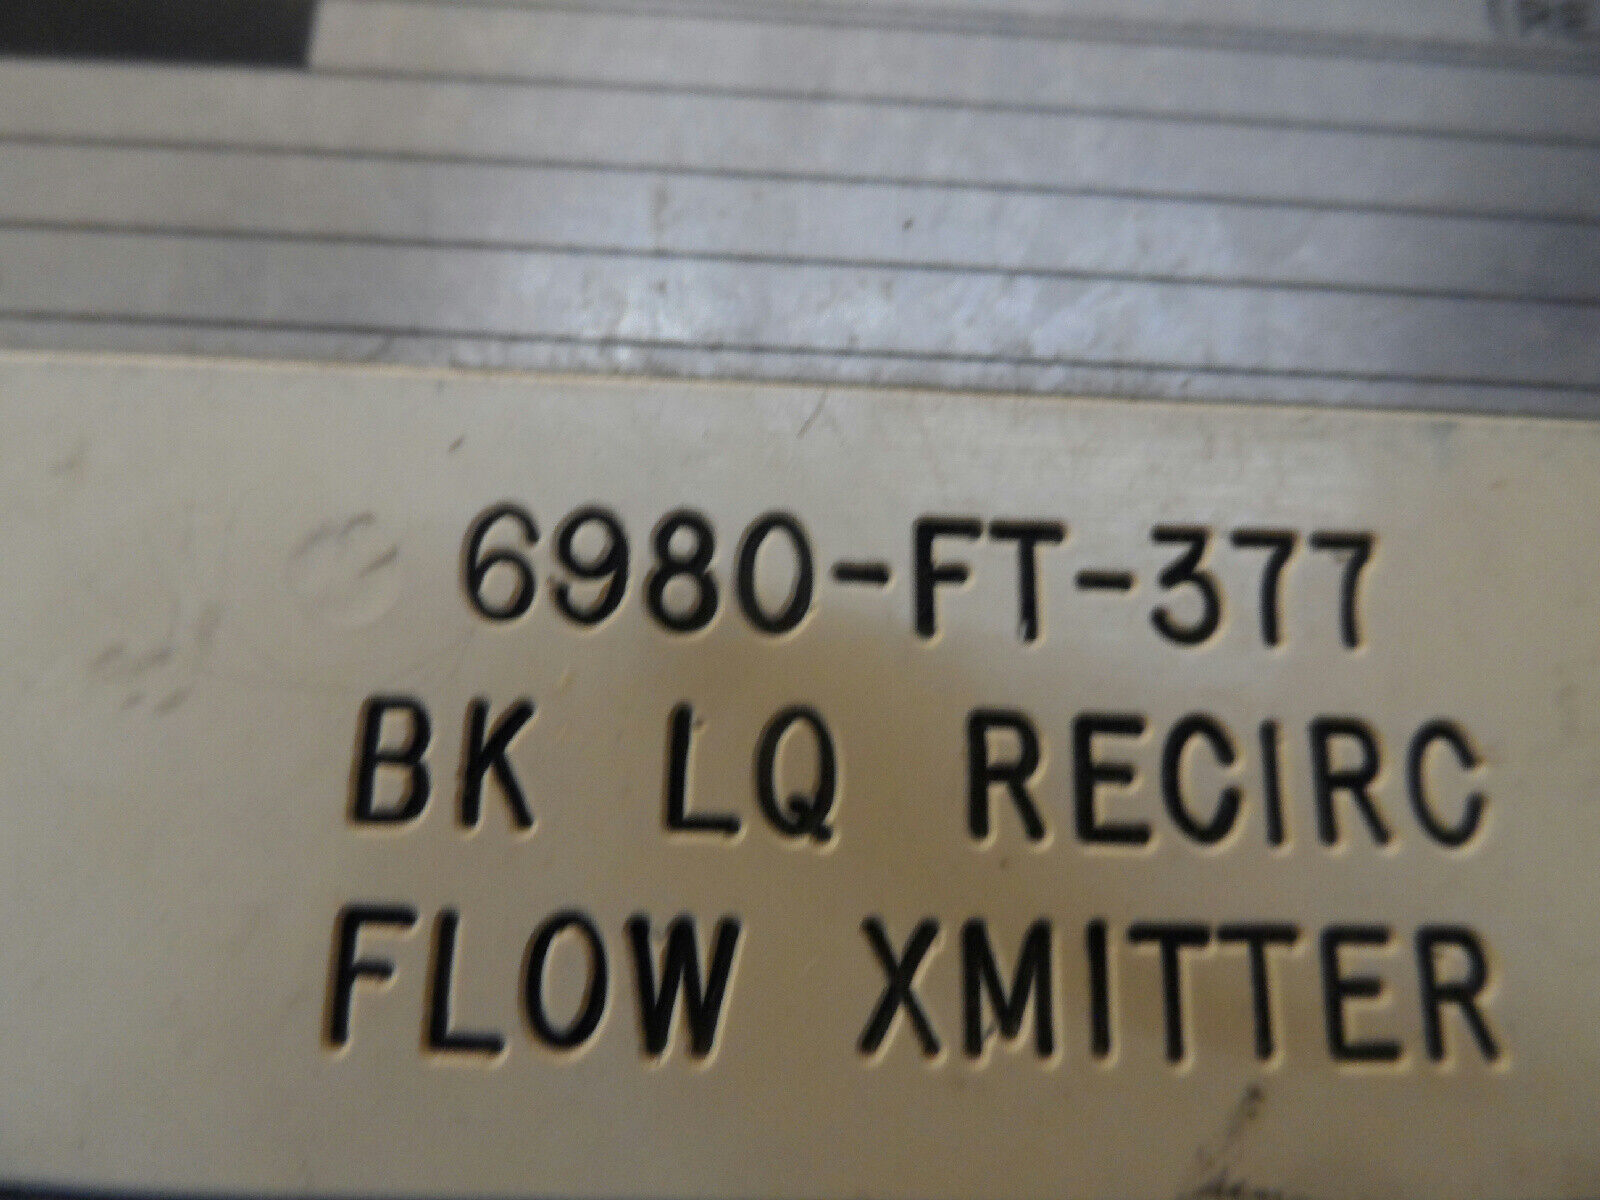 6980-FT-377
BK LQ RECIRC
FLOW XMITTER